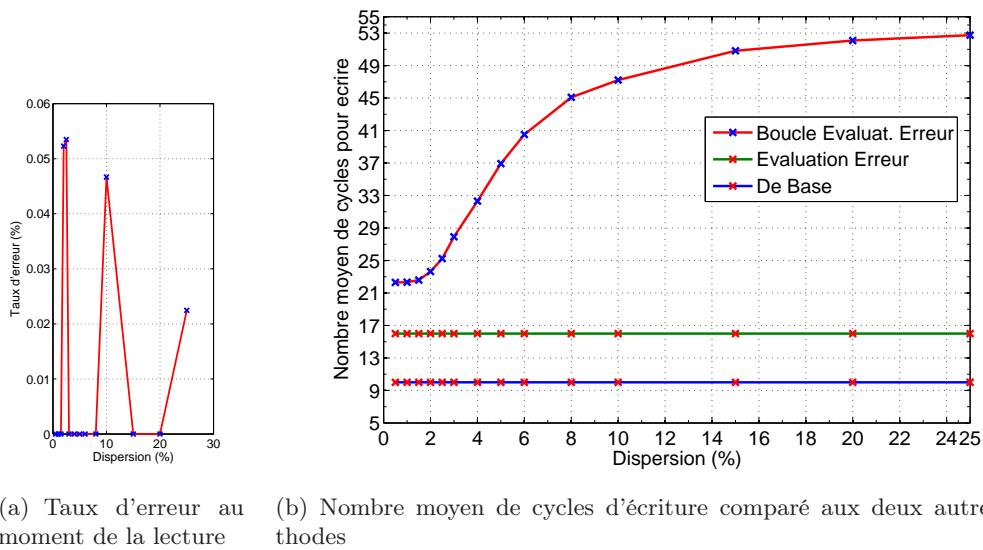 0.06
0.05
0.04
0.03
0.02
0.01
0
Taux d'erreur (%)
0 10 20 30
Dispersion (%)
55
53
49
45
41
37
33
29
25
21
17
13
9
5
Nombre moyen de cycles pour ecrire
0 2 4 6 8 10 12 14 16 18 20 22 24 25
Dispersion (%)
Boucle Evaluat. Erreur
Evaluation Erreur
De Base
(a) Taux d'erreur au
moment de la lecture
(b) Nombre moyen de cycles d'écriture comparé aux deux autre
thodes